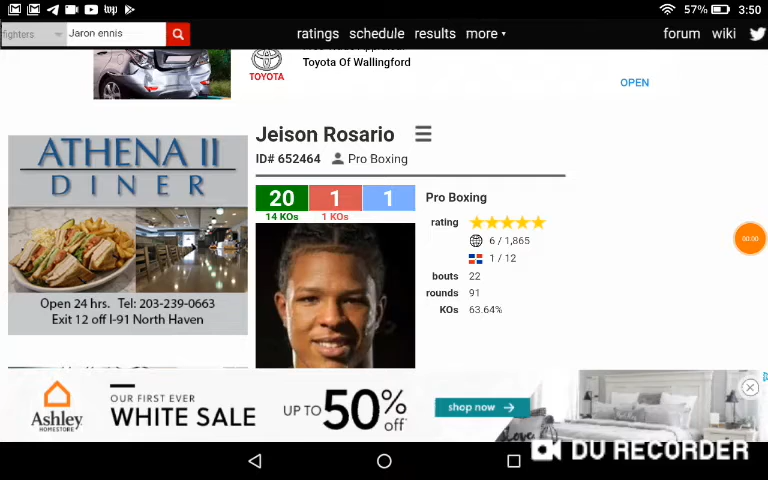 57% 3:50
fighters Jaron ennis ratings schedule results more forum wiki
TOYOTA
Toyota Of Wallingford
OPEN
Jeison Rosario
ID# 652464 Pro Boxing
20 1 1
14 KOs 1 KOs
Pro Boxing
rating
6 / 1,865
1 / 12
bouts 22
rounds 91
KOs 63.64%
ATHENA II
DINER
Open 24 hrs. Tel: 203-239-0663
Exit 12 off I-91 North Haven
00:00
Ashley
HOMESTORE
OUR FIRST EVER
WHITE SALE
UP TO 50% off*
shop now
Love
DU RECORDER